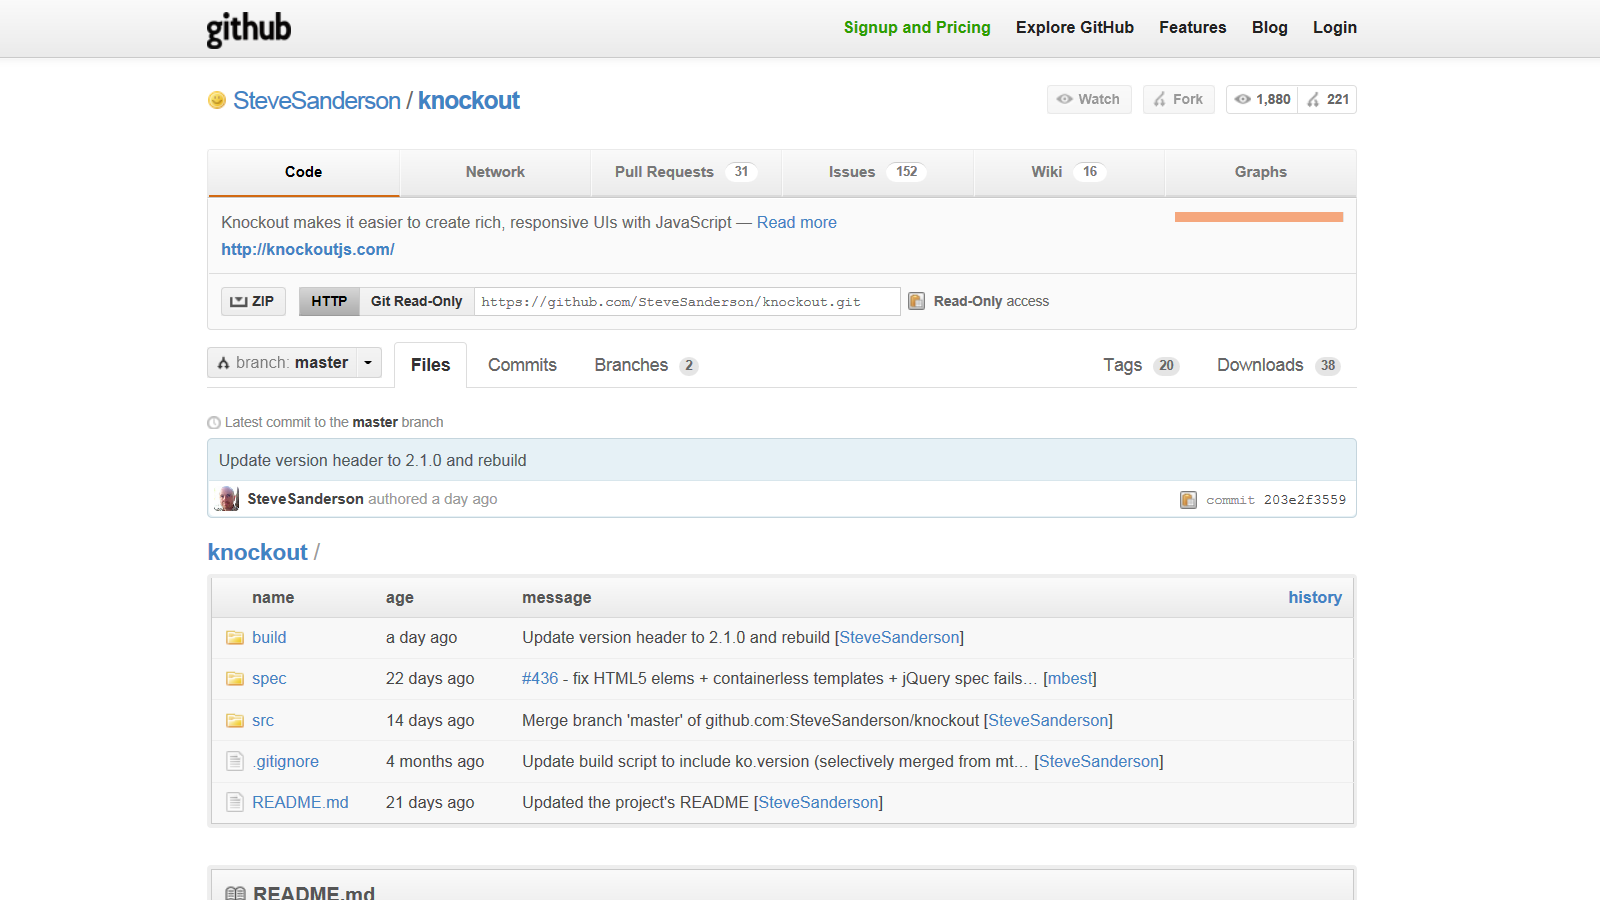 github
Signup and Pricing Explore GitHub Features Blog Login
SteveSanderson / knockout
Watch Fork 1,880 221
Code Network Pull Requests 31 Issues 152 Wiki 16 Graphs
Knockout makes it easier to create rich, responsive UIs with JavaScript — Read more
http://knockoutjs.com/
ZIP HTTP Git Read-Only https://github.com/SteveSanderson/knockout.git Read-Only access
branch: master Files Commits Branches 2 Tags 20 Downloads 38
Latest commit to the master branch
Update version header to 2.1.0 and rebuild
SteveSanderson authored a day ago commit 203e2f3559
knockout /
name age message history
build a day ago Update version header to 2.1.0 and rebuild [SteveSanderson]
spec 22 days ago #436 - fix HTML5 elems + containerless templates + jQuery spec fails… [mbest]
src 14 days ago Merge branch 'master' of github.com:SteveSanderson/knockout [SteveSanderson]
.gitignore 4 months ago Update build script to include ko.version (selectively merged from mt… [SteveSanderson]
README.md 21 days ago Updated the project's README [SteveSanderson]
README.md